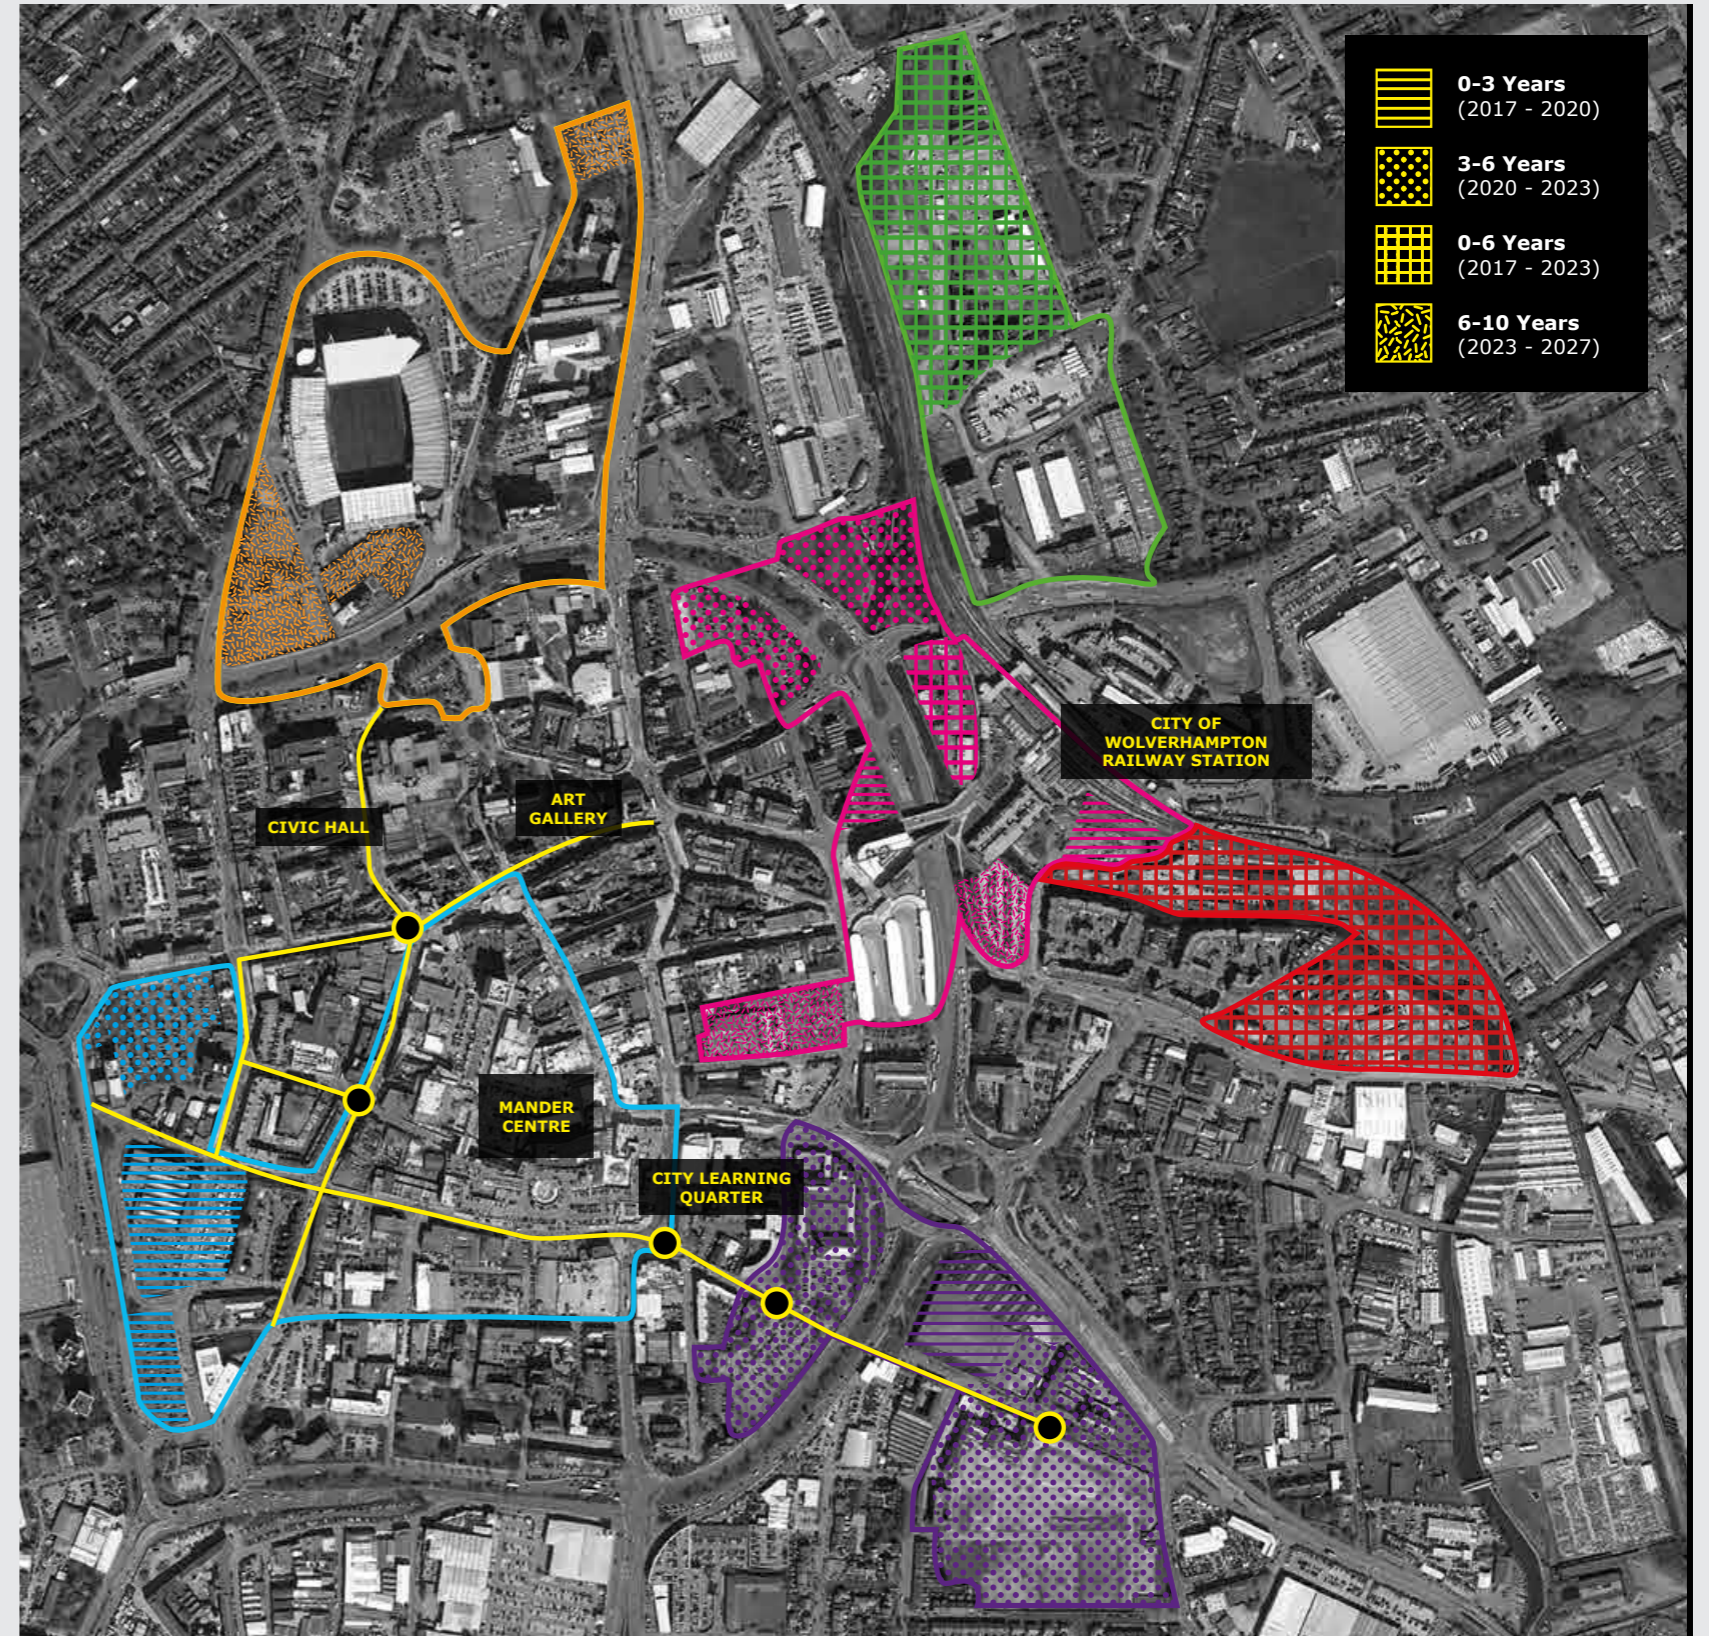 0-3 Years
(2017 - 2020)
3-6 Years
(2020 - 2023)
0-6 Years
(2017 - 2023)
6-10 Years
(2023 - 2027)
CITY OF
WOLVERHAMPTON
RAILWAY STATION
ART
GALLERY
CIVIC HALL
MANDER
CENTRE
CITY LEARNING
QUARTER